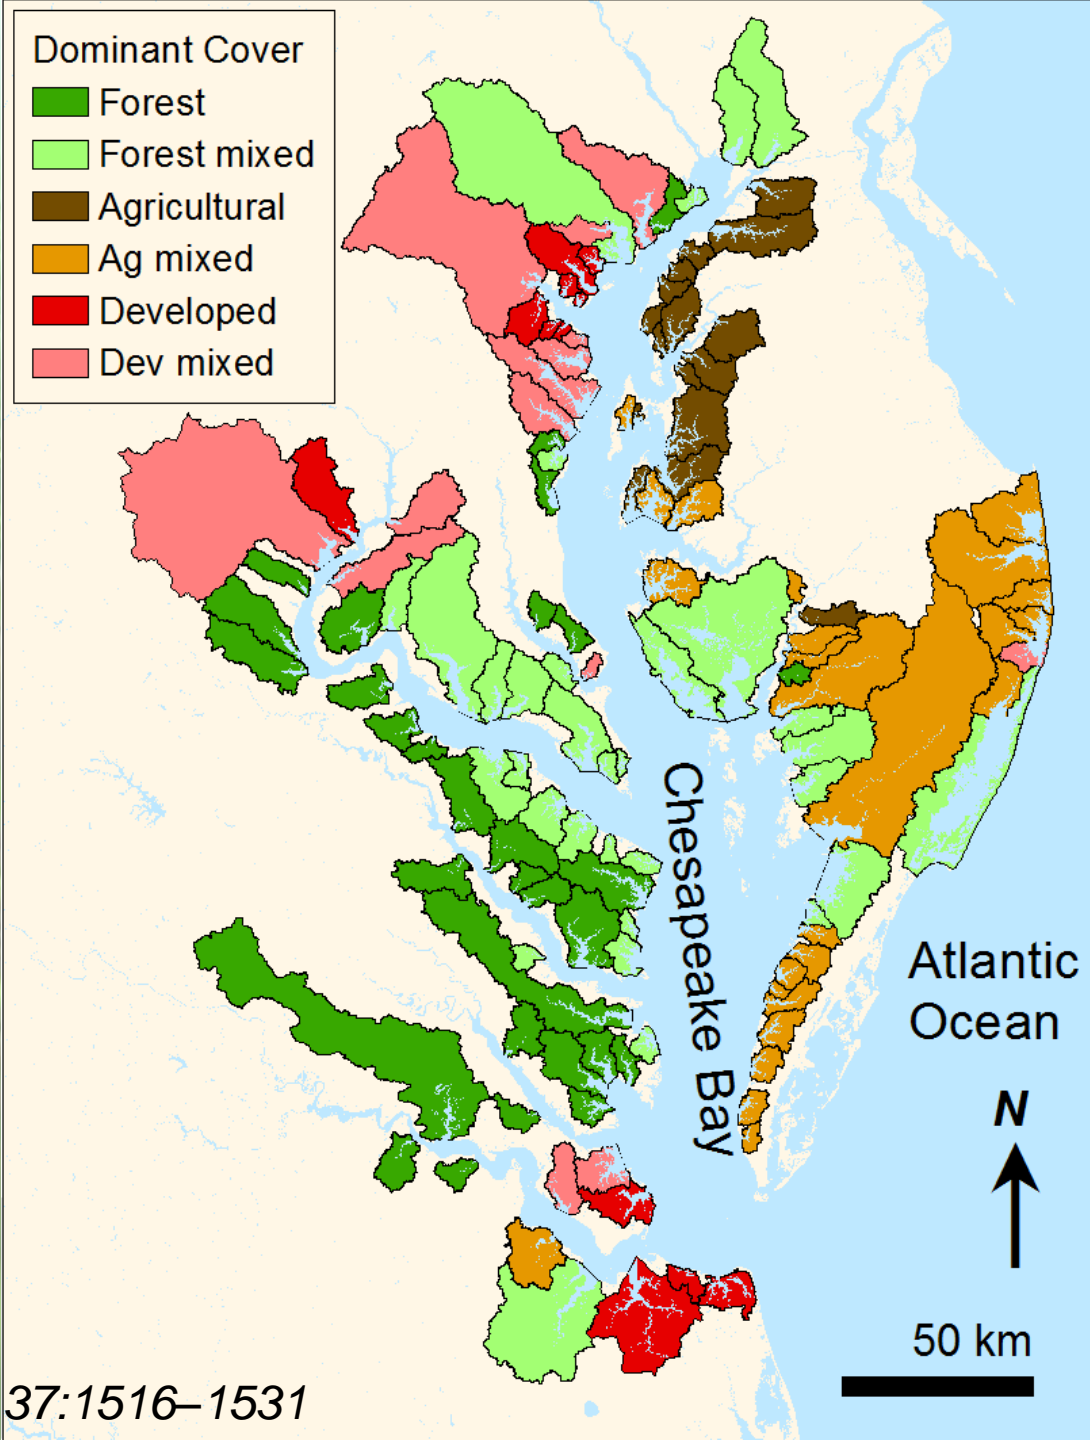 Dominant Cover
Forest
Forest mixed
Agricultural
Ag mixed
Developed
Dev mixed
Chesapeake Bay
Atlantic
Ocean
N
50 km
37:1516–1531